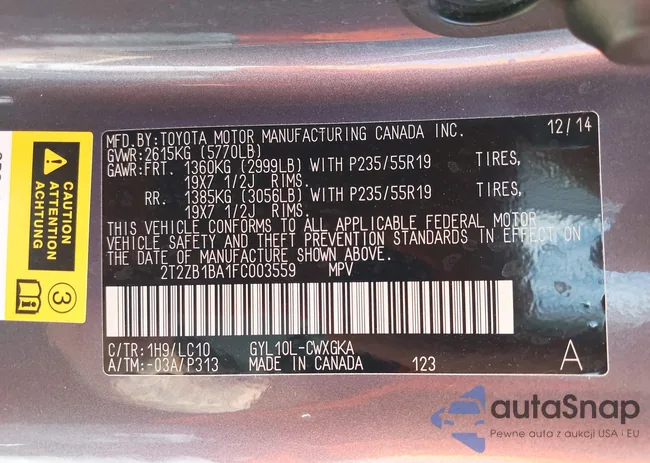 MFD.BY: TOYOTA MOTOR MANUFACTURING CANADA INC. 12/14
GVWR: 2615KG (5770LB)
GAWR: FRT. 1360KG (2999LB) WITH P235/55R19 TIRES,
19X7 1/2J RIMS.
RR. 1385KG (3056LB) WITH P235/55R19 TIRES,
19X7 1/2J RIMS.
THIS VEHICLE CONFORMS TO ALL APPLICABLE FEDERAL MOTOR
VEHICLE SAFETY AND THEFT PREVENTION STANDARDS IN EFFECT ON
THE DATE OF MANUFACTURE SHOWN ABOVE.
2T2ZB1BA1FC003559 MPV
C/TR: 1H9/LC10 GYL10L-CWXGKA
A/TM: -03A/P313 MADE IN CANADA 123 A
CAUTION
ATTENTION
ACHTUNG
3
autaSnap
Pewne auta z aukcji USA i EU